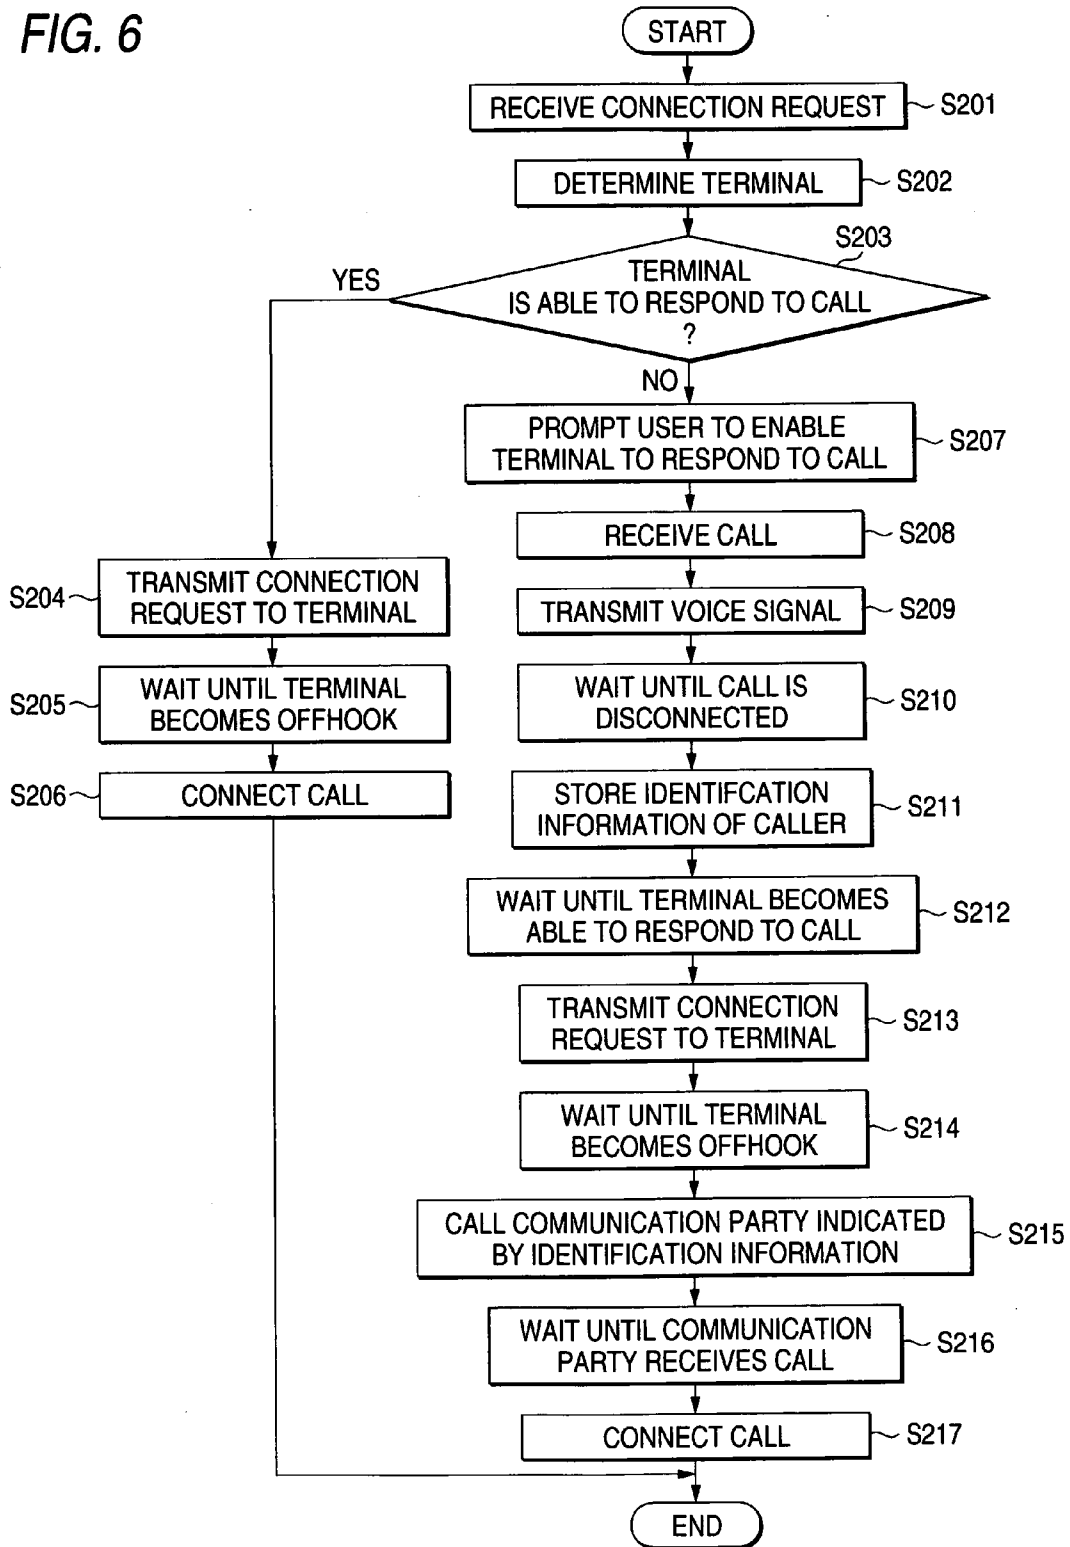 FIG. 6
START
RECEIVE CONNECTION REQUEST
S201
DETERMINE TERMINAL
S202
S203
TERMINAL
IS ABLE TO RESPOND TO CALL
?
YES
NO
PROMPT USER TO ENABLE
TERMINAL TO RESPOND TO CALL
S207
RECEIVE CALL
S208
S204
TRANSMIT CONNECTION
REQUEST TO TERMINAL
TRANSMIT VOICE SIGNAL
S209
S205
WAIT UNTIL TERMINAL
BECOMES OFFHOOK
WAIT UNTIL CALL IS
DISCONNECTED
S210
S206
CONNECT CALL
STORE IDENTIFCATION
INFORMATION OF CALLER
S211
WAIT UNTIL TERMINAL BECOMES
ABLE TO RESPOND TO CALL
S212
TRANSMIT CONNECTION
REQUEST TO TERMINAL
S213
WAIT UNTIL TERMINAL
BECOMES OFFHOOK
S214
CALL COMMUNICATION PARTY INDICATED
BY IDENTIFICATION INFORMATION
S215
WAIT UNTIL COMMUNICATION
PARTY RECEIVES CALL
S216
CONNECT CALL
S217
END